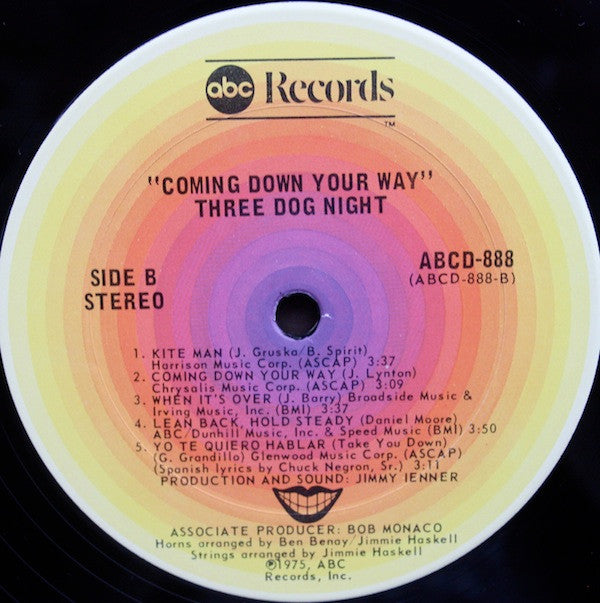 abc Records
TM
"COMING DOWN YOUR WAY"
THREE DOG NIGHT
SIDE B
STEREO
ABCD-888
(ABCD-888-B)
1. KITE MAN (J. Gruska/B. Spirit)
Harrison Music Corp. (ASCAP) 3:37
2. COMING DOWN YOUR WAY (J. Lynton)
Chrysalis Music Corp. (ASCAP) 3:09
3. WHEN IT'S OVER (J. Barry) Broadside Music &
Irving Music, Inc. (BMI) 3:37
4. LEAN BACK, HOLD STEADY (Daniel Moore)
ABC/Dunhill Music, Inc. & Speed Music (BMI) 3:50
5. YO TE QUIERO HABLAR (Take You Down)
(G. Grandillo) Glenwood Music Corp. (ASCAP)
(Spanish lyrics by Chuck Negron, Sr.) 3:11
PRODUCTION AND SOUND: JIMMY IENNER
ASSOCIATE PRODUCER: BOB MONACO
Horns arranged by Ben Benay/Jimmie Haskell
Strings arranged by Jimmie Haskell
℗1975, ABC
Records, Inc.